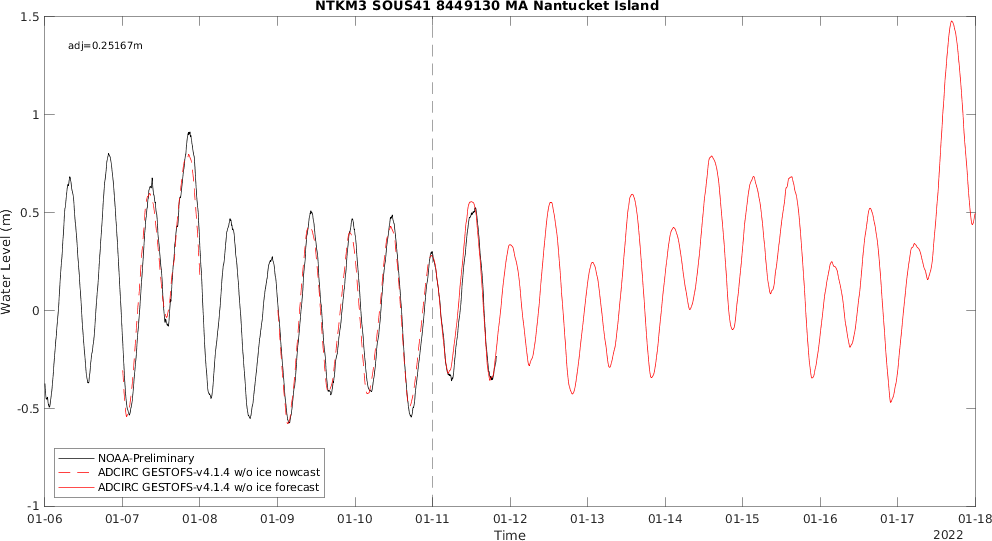 NTKM3 SOUS41 8449130 MA Nantucket Island
1.5
adj=0.25167m
1
0.5
Water Level (m)
0
-0.5
NOAA-Preliminary
ADCIRC GESTOFS-v4.1.4 w/o ice nowcast
ADCIRC GESTOFS-v4.1.4 w/o ice forecast
-1
01-06 01-07 01-08 01-09 01-10 01-11 01-12 01-13 01-14 01-15 01-16 01-17 01-18
Time
2022